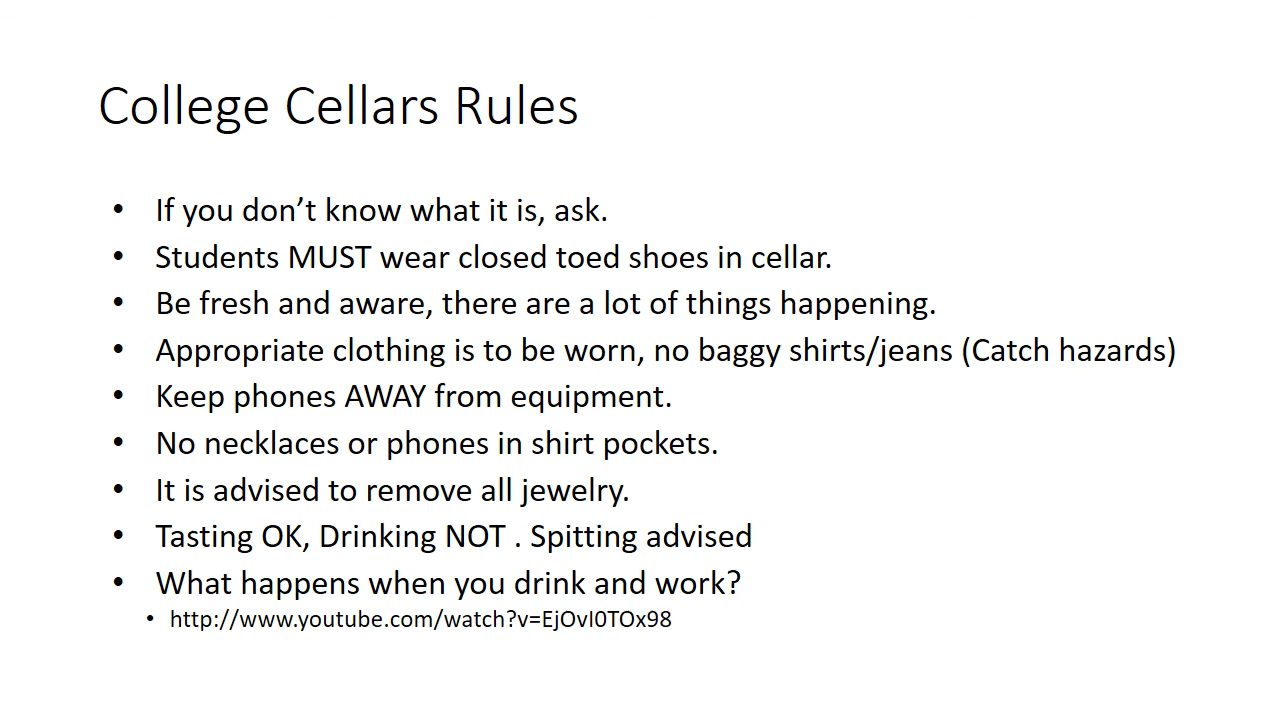 College Cellars Rules
• If you don’t know what it is, ask.
• Students MUST wear closed toed shoes in cellar.
• Be fresh and aware, there are a lot of things happening.
• Appropriate clothing is to be worn, no baggy shirts/jeans (Catch hazards)
• Keep phones AWAY from equipment.
• No necklaces or phones in shirt pockets.
• It is advised to remove all jewelry.
• Tasting OK, Drinking NOT . Spitting advised
• What happens when you drink and work?
• http://www.youtube.com/watch?v=EjOvI0TOx98